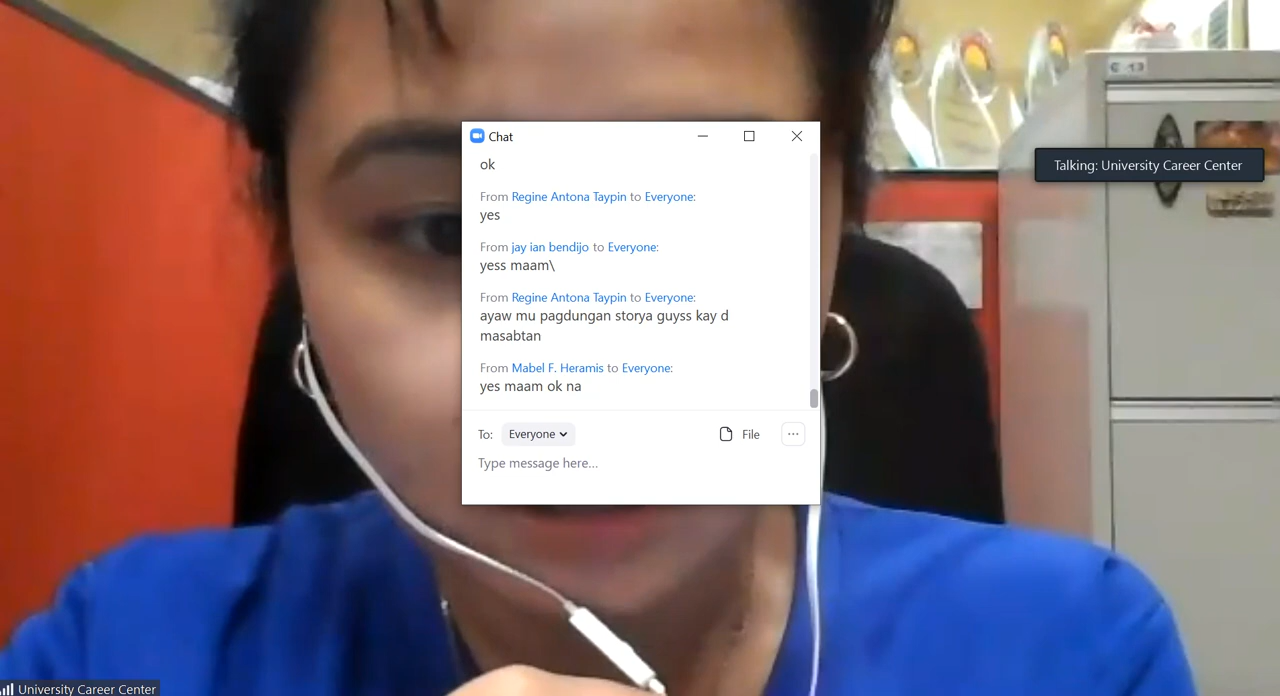 Chat
ok
From Regine Antona Taypin to Everyone:
yes
From jay ian bendijo to Everyone:
yess maam\
From Regine Antona Taypin to Everyone:
ayaw mu pagdungan storya guyss kay d
masabtan
From Mabel F. Heramis to Everyone:
yes maam ok na
To: Everyone
File
Type message here...
C-13
Talking: University Career Center
University Career Center